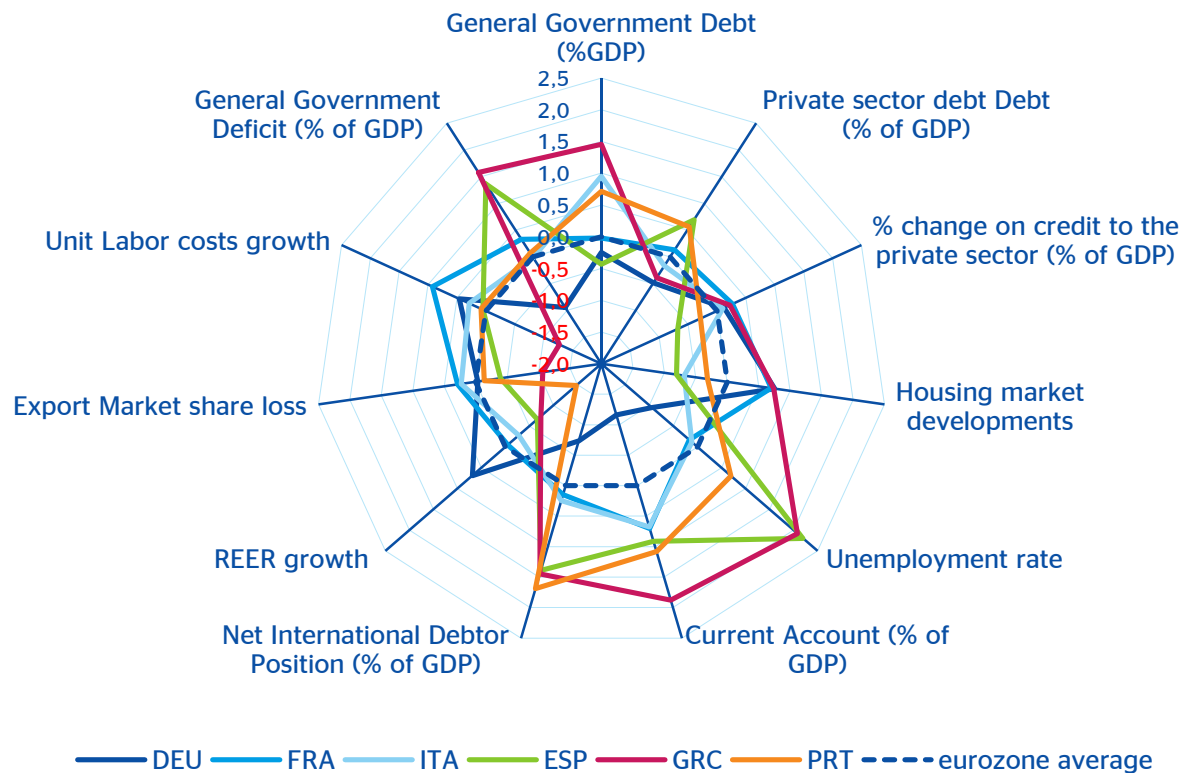 General Government Debt
(%GDP)
Private sector debt Debt
(% of GDP)
% change on credit to the
private sector (% of GDP)
Housing market
developments
Unemployment rate
Current Account (% of
GDP)
Net International Debtor
Position (% of GDP)
REER growth
Export Market share loss
Unit Labor costs growth
General Government
Deficit (% of GDP)
2,5
2,0
1,5
1,0
0,5
0,0
-0,5
-1,0
-1,5
-2,0
DEU FRA ITA ESP GRC PRT eurozone average